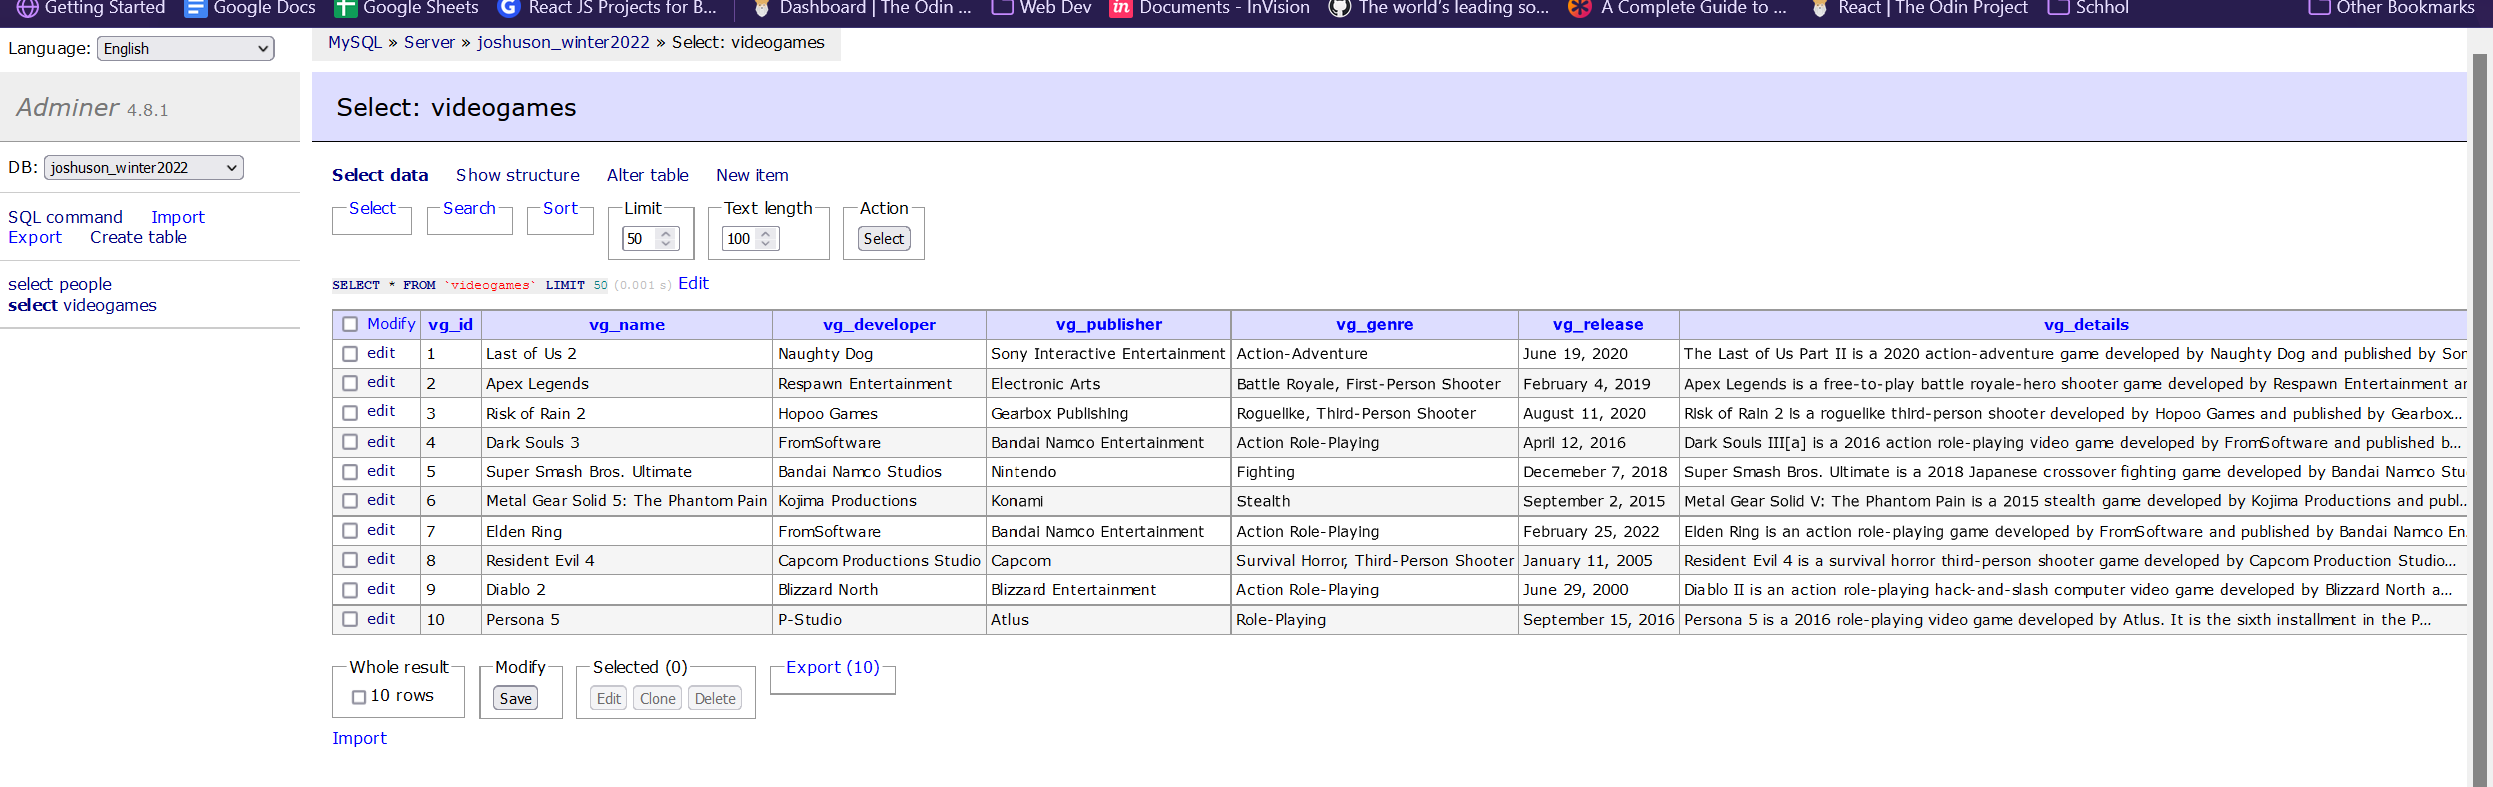 Getting Started Google Docs Google Sheets React JS Projects for B... Dashboard | The Odin ... Web Dev Documents - InVision The world's leading so... A Complete Guide to ... React | The Odin Project Schhol Other Bookmarks
Language: English
MySQL » Server » joshuson_winter2022 » Select: videogames
Adminer 4.8.1
Select: videogames
DB: joshuson_winter2022
Select data Show structure Alter table New item
SQL command Import
Export Create table
Select Search Sort Limit Text length Action
50 100 Select
select people
select videogames
SELECT * FROM `videogames` LIMIT 50 (0.001 s) Edit
Modify vg_id vg_name vg_developer vg_publisher vg_genre vg_release vg_details
edit 1 Last of Us 2 Naughty Dog Sony Interactive Entertainment Action-Adventure June 19, 2020 The Last of Us Part II is a 2020 action-adventure game developed by Naughty Dog and published by Son
edit 2 Apex Legends Respawn Entertainment Electronic Arts Battle Royale, First-Person Shooter February 4, 2019 Apex Legends is a free-to-play battle royale-hero shooter game developed by Respawn Entertainment ar
edit 3 Risk of Rain 2 Hopoo Games Gearbox Publishing Roguelike, Third-Person Shooter August 11, 2020 Risk of Rain 2 is a roguelike third-person shooter developed by Hopoo Games and published by Gearbox...
edit 4 Dark Souls 3 FromSoftware Bandai Namco Entertainment Action Role-Playing April 12, 2016 Dark Souls III[a] is a 2016 action role-playing video game developed by FromSoftware and published b...
edit 5 Super Smash Bros. Ultimate Bandai Namco Studios Nintendo Fighting Decemeber 7, 2018 Super Smash Bros. Ultimate is a 2018 Japanese crossover fighting game developed by Bandai Namco Stu
edit 6 Metal Gear Solid 5: The Phantom Pain Kojima Productions Konami Stealth September 2, 2015 Metal Gear Solid V: The Phantom Pain is a 2015 stealth game developed by Kojima Productions and publ...
edit 7 Elden Ring FromSoftware Bandai Namco Entertainment Action Role-Playing February 25, 2022 Elden Ring is an action role-playing game developed by FromSoftware and published by Bandai Namco En.
edit 8 Resident Evil 4 Capcom Productions Studio Capcom Survival Horror, Third-Person Shooter January 11, 2005 Resident Evil 4 is a survival horror third-person shooter game developed by Capcom Production Studio...
edit 9 Diablo 2 Blizzard North Blizzard Entertainment Action Role-Playing June 29, 2000 Diablo II is an action role-playing hack-and-slash computer video game developed by Blizzard North a...
edit 10 Persona 5 P-Studio Atlus Role-Playing September 15, 2016 Persona 5 is a 2016 role-playing video game developed by Atlus. It is the sixth installment in the P...
Whole result Modify Selected (0) Export (10)
10 rows Save Edit Clone Delete
Import